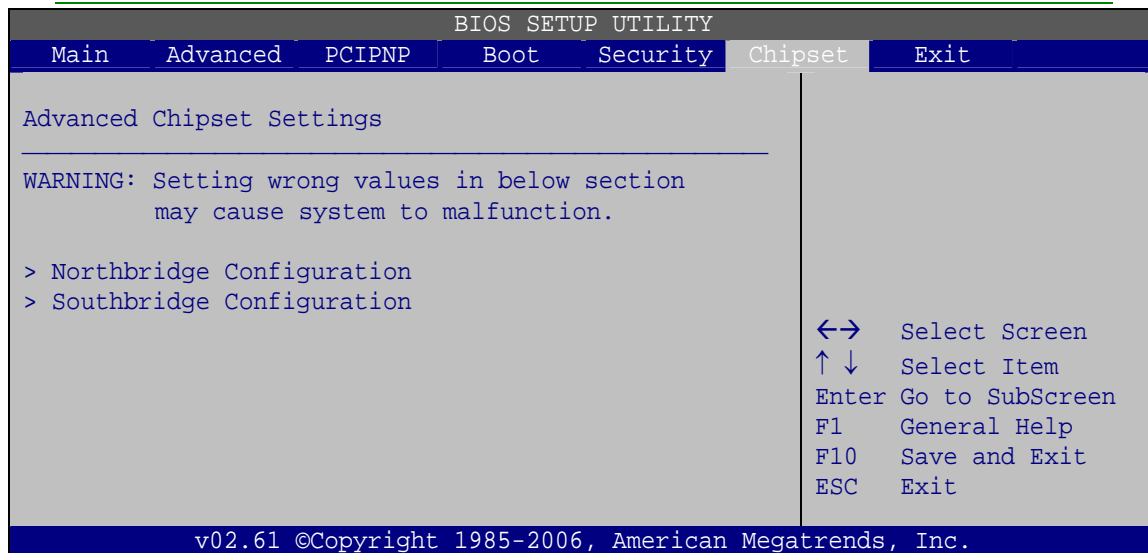 BIOS SETUP UTILITY
Main Advanced PCIPNP Boot Security Chipset Exit
Advanced Chipset Settings
WARNING: Setting wrong values in below section
may cause system to malfunction.
> Northbridge Configuration
> Southbridge Configuration
←→ Select Screen
↑ ↓ Select Item
Enter Go to SubScreen
F1 General Help
F10 Save and Exit
ESC Exit
v02.61 ©Copyright 1985-2006, American Megatrends, Inc.